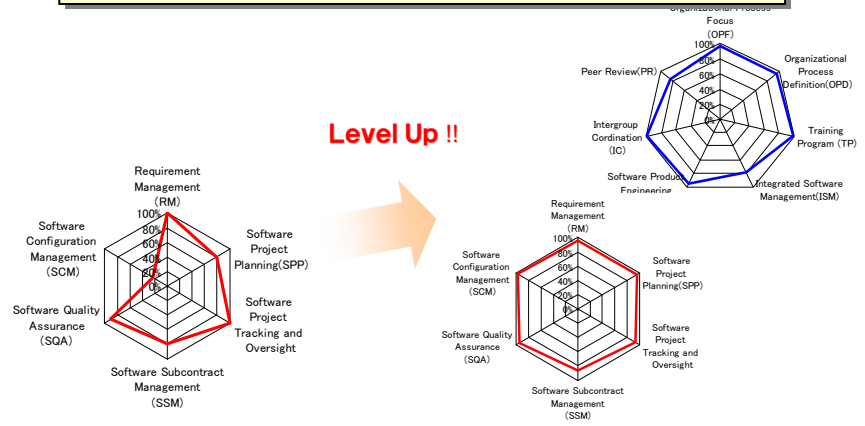 Organizational Process
Focus
(OPF)
100%
80%
60%
40%
20%
0%
Organizational
Process
Definition(OPD)
Training
Program (TP)
Integrated Software
Management(ISM)
Software Product
Engineering
Intergroup
Cordination
(IC)
Peer Review(PR)
Level Up !!
Requirement
Management
(RM)
100%
80%
60%
40%
20%
0%
Software
Project
Planning(SPP)
Software
Project
Tracking and
Oversight
Software Subcontract
Management
(SSM)
Software Quality
Assurance
(SQA)
Software
Configuration
Management
(SCM)
Requirement
Management
(RM)
100%
80%
60%
40%
20%
0%
Software
Project
Planning(SPP)
Software
Project
Tracking and
Oversight
Software Subcontract
Management
(SSM)
Software Quality
Assurance
(SQA)
Software
Configuration
Management
(SCM)